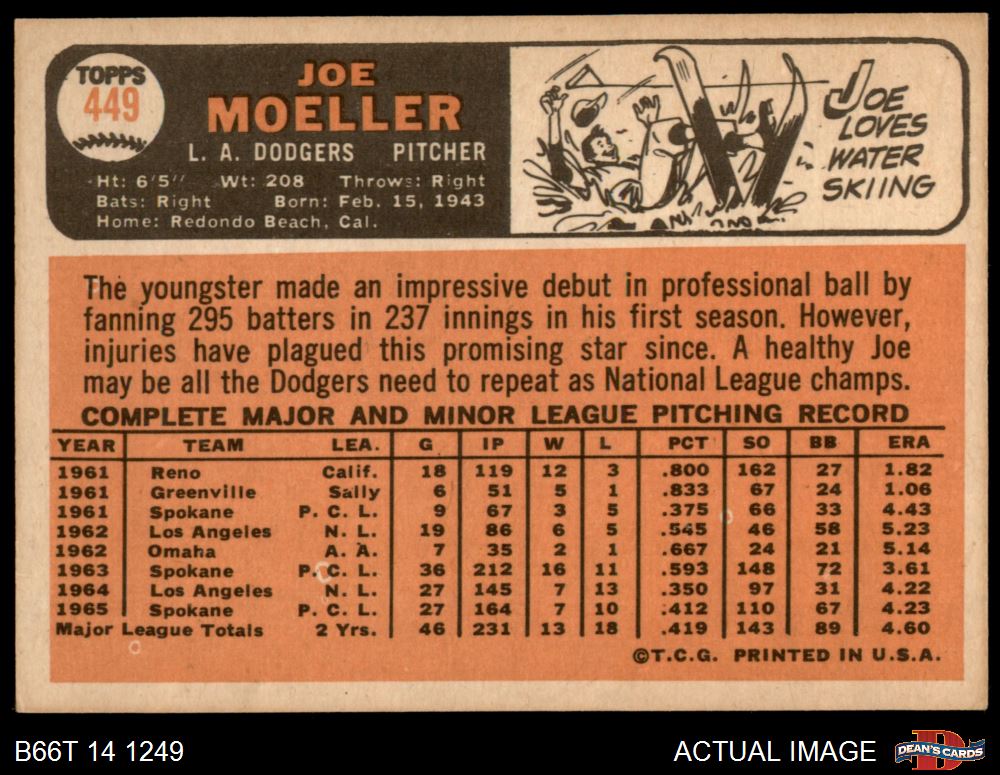 TOPPS
449
JOE
MOELLER
L. A. DODGERS PITCHER
Ht: 6'5" Wt: 208 Throws: Right
Bats: Right Born: Feb. 15, 1943
Home: Redondo Beach, Cal.
JOE
LOVES
WATER
SKIING
The youngster made an impressive debut in professional ball by
fanning 295 batters in 237 innings in his first season. However,
injuries have plagued this promising star since. A healthy Joe
may be all the Dodgers need to repeat as National League champs.
COMPLETE MAJOR AND MINOR LEAGUE PITCHING RECORD
YEAR TEAM LEA. G IP W L PCT SO BB ERA
1961 Reno Calif. 18 119 12 3 .800 162 27 1.82
1961 Greenville Sally 6 51 5 1 .833 67 24 1.06
1961 Spokane P. C. L. 9 67 3 5 .375 66 33 4.43
1962 Los Angeles N. L. 19 86 6 5 .545 46 58 5.23
1962 Omaha A. A. 7 35 2 1 .667 24 21 5.14
1963 Spokane P. C. L. 36 212 16 11 .593 148 72 3.61
1964 Los Angeles N. L. 27 145 7 13 .350 97 31 4.22
1965 Spokane P. C. L. 27 164 7 10 .412 110 67 4.23
Major League Totals 2 Yrs. 46 231 13 18 .419 143 89 4.60
©T.C.G. PRINTED IN U.S.A.
B66T 14 1249
ACTUAL IMAGE
DEAN'S CARDS